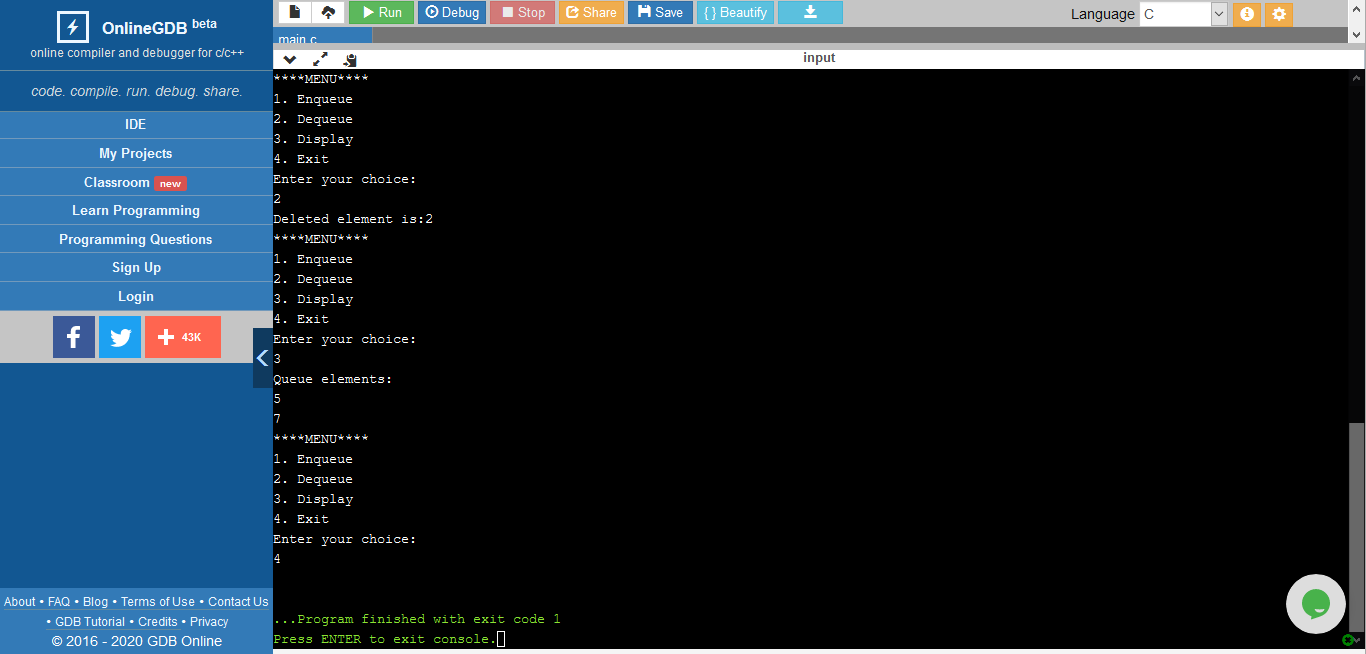 OnlineGDB beta
online compiler and debugger for c/c++
code. compile. run. debug. share.
IDE
My Projects
Classroom new
Learn Programming
Programming Questions
Sign Up
Login
43K
About • FAQ • Blog • Terms of Use • Contact Us
• GDB Tutorial • Credits • Privacy
© 2016 - 2020 GDB Online
Run Debug Stop Share Save { } Beautify
Language C
main.c
input
****MENU****
1. Enqueue
2. Dequeue
3. Display
4. Exit
Enter your choice:
2
Deleted element is:2
****MENU****
1. Enqueue
2. Dequeue
3. Display
4. Exit
Enter your choice:
3
Queue elements:
5
7
****MENU****
1. Enqueue
2. Dequeue
3. Display
4. Exit
Enter your choice:
4
...Program finished with exit code 1
Press ENTER to exit console.